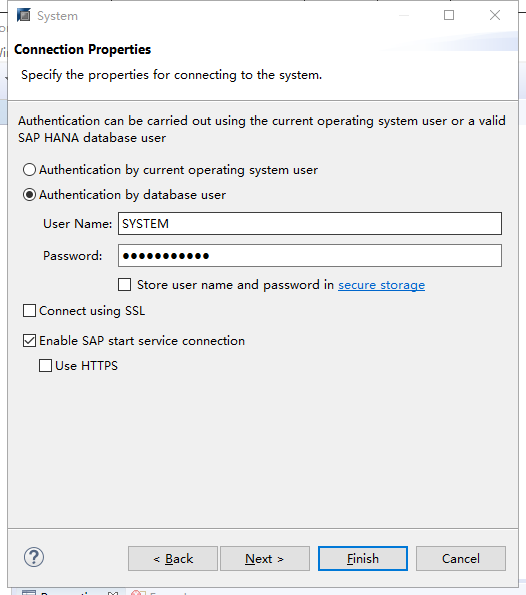 System
Connection Properties
Specify the properties for connecting to the system.
Authentication can be carried out using the current operating system user or a valid
SAP HANA database user
Authentication by current operating system user
Authentication by database user
User Name: SYSTEM
Password: ●●●●●●●●●●●
Store user name and password in secure storage
Connect using SSL
Enable SAP start service connection
Use HTTPS
< Back Next > Finish Cancel